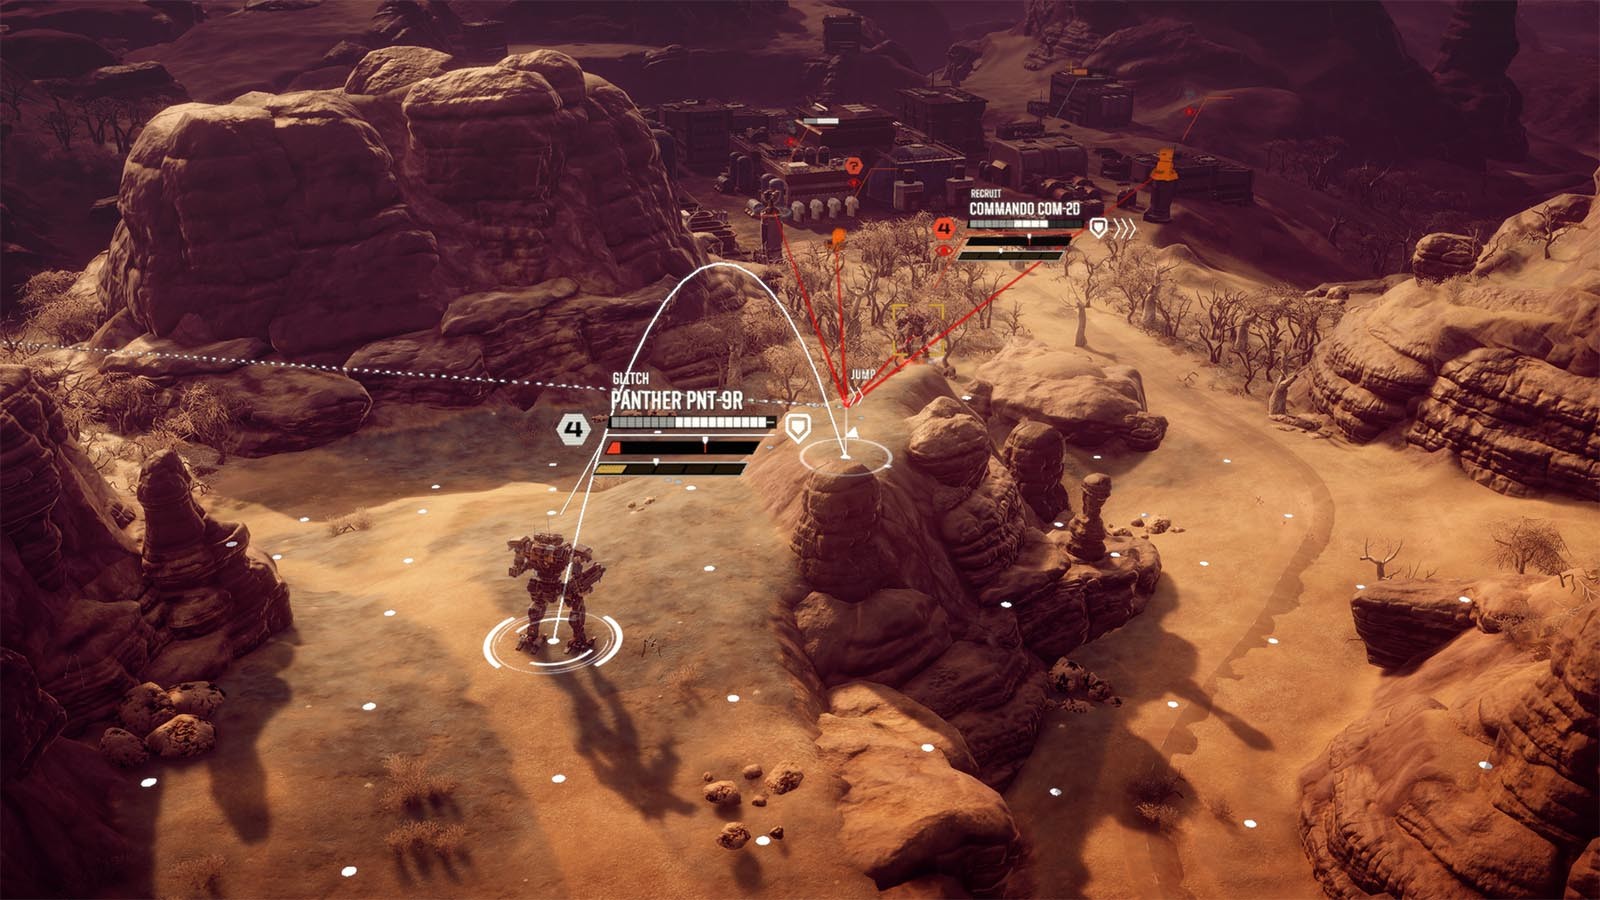 ?
RECRUIT
COMMANDO COM-2D
4
JUMP
GLITCH
PANTHER PNT-9R
4